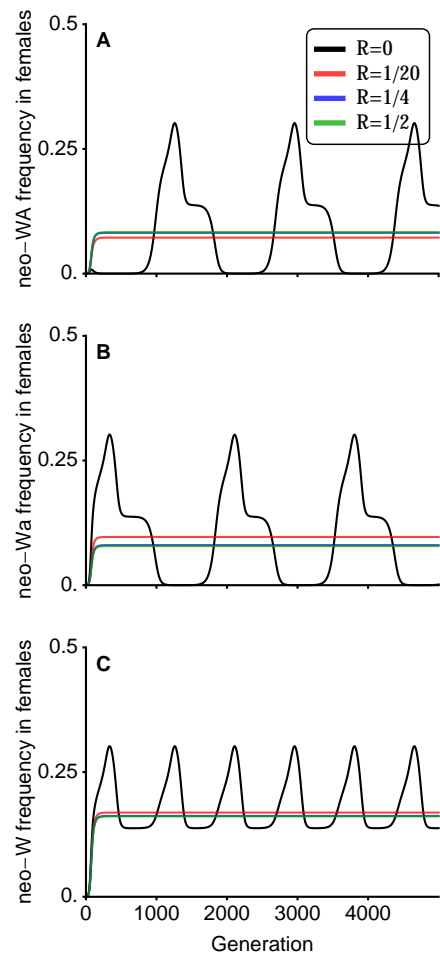 0.5
A
R=0
R=1/20
R=1/4
R=1/2
0.25
0.
neo−WA frequency in females
0.5
B
0.25
0.
neo−Wa frequency in females
0.5
C
0.25
0.
neo−W frequency in females
0 1000 2000 3000 4000
Generation